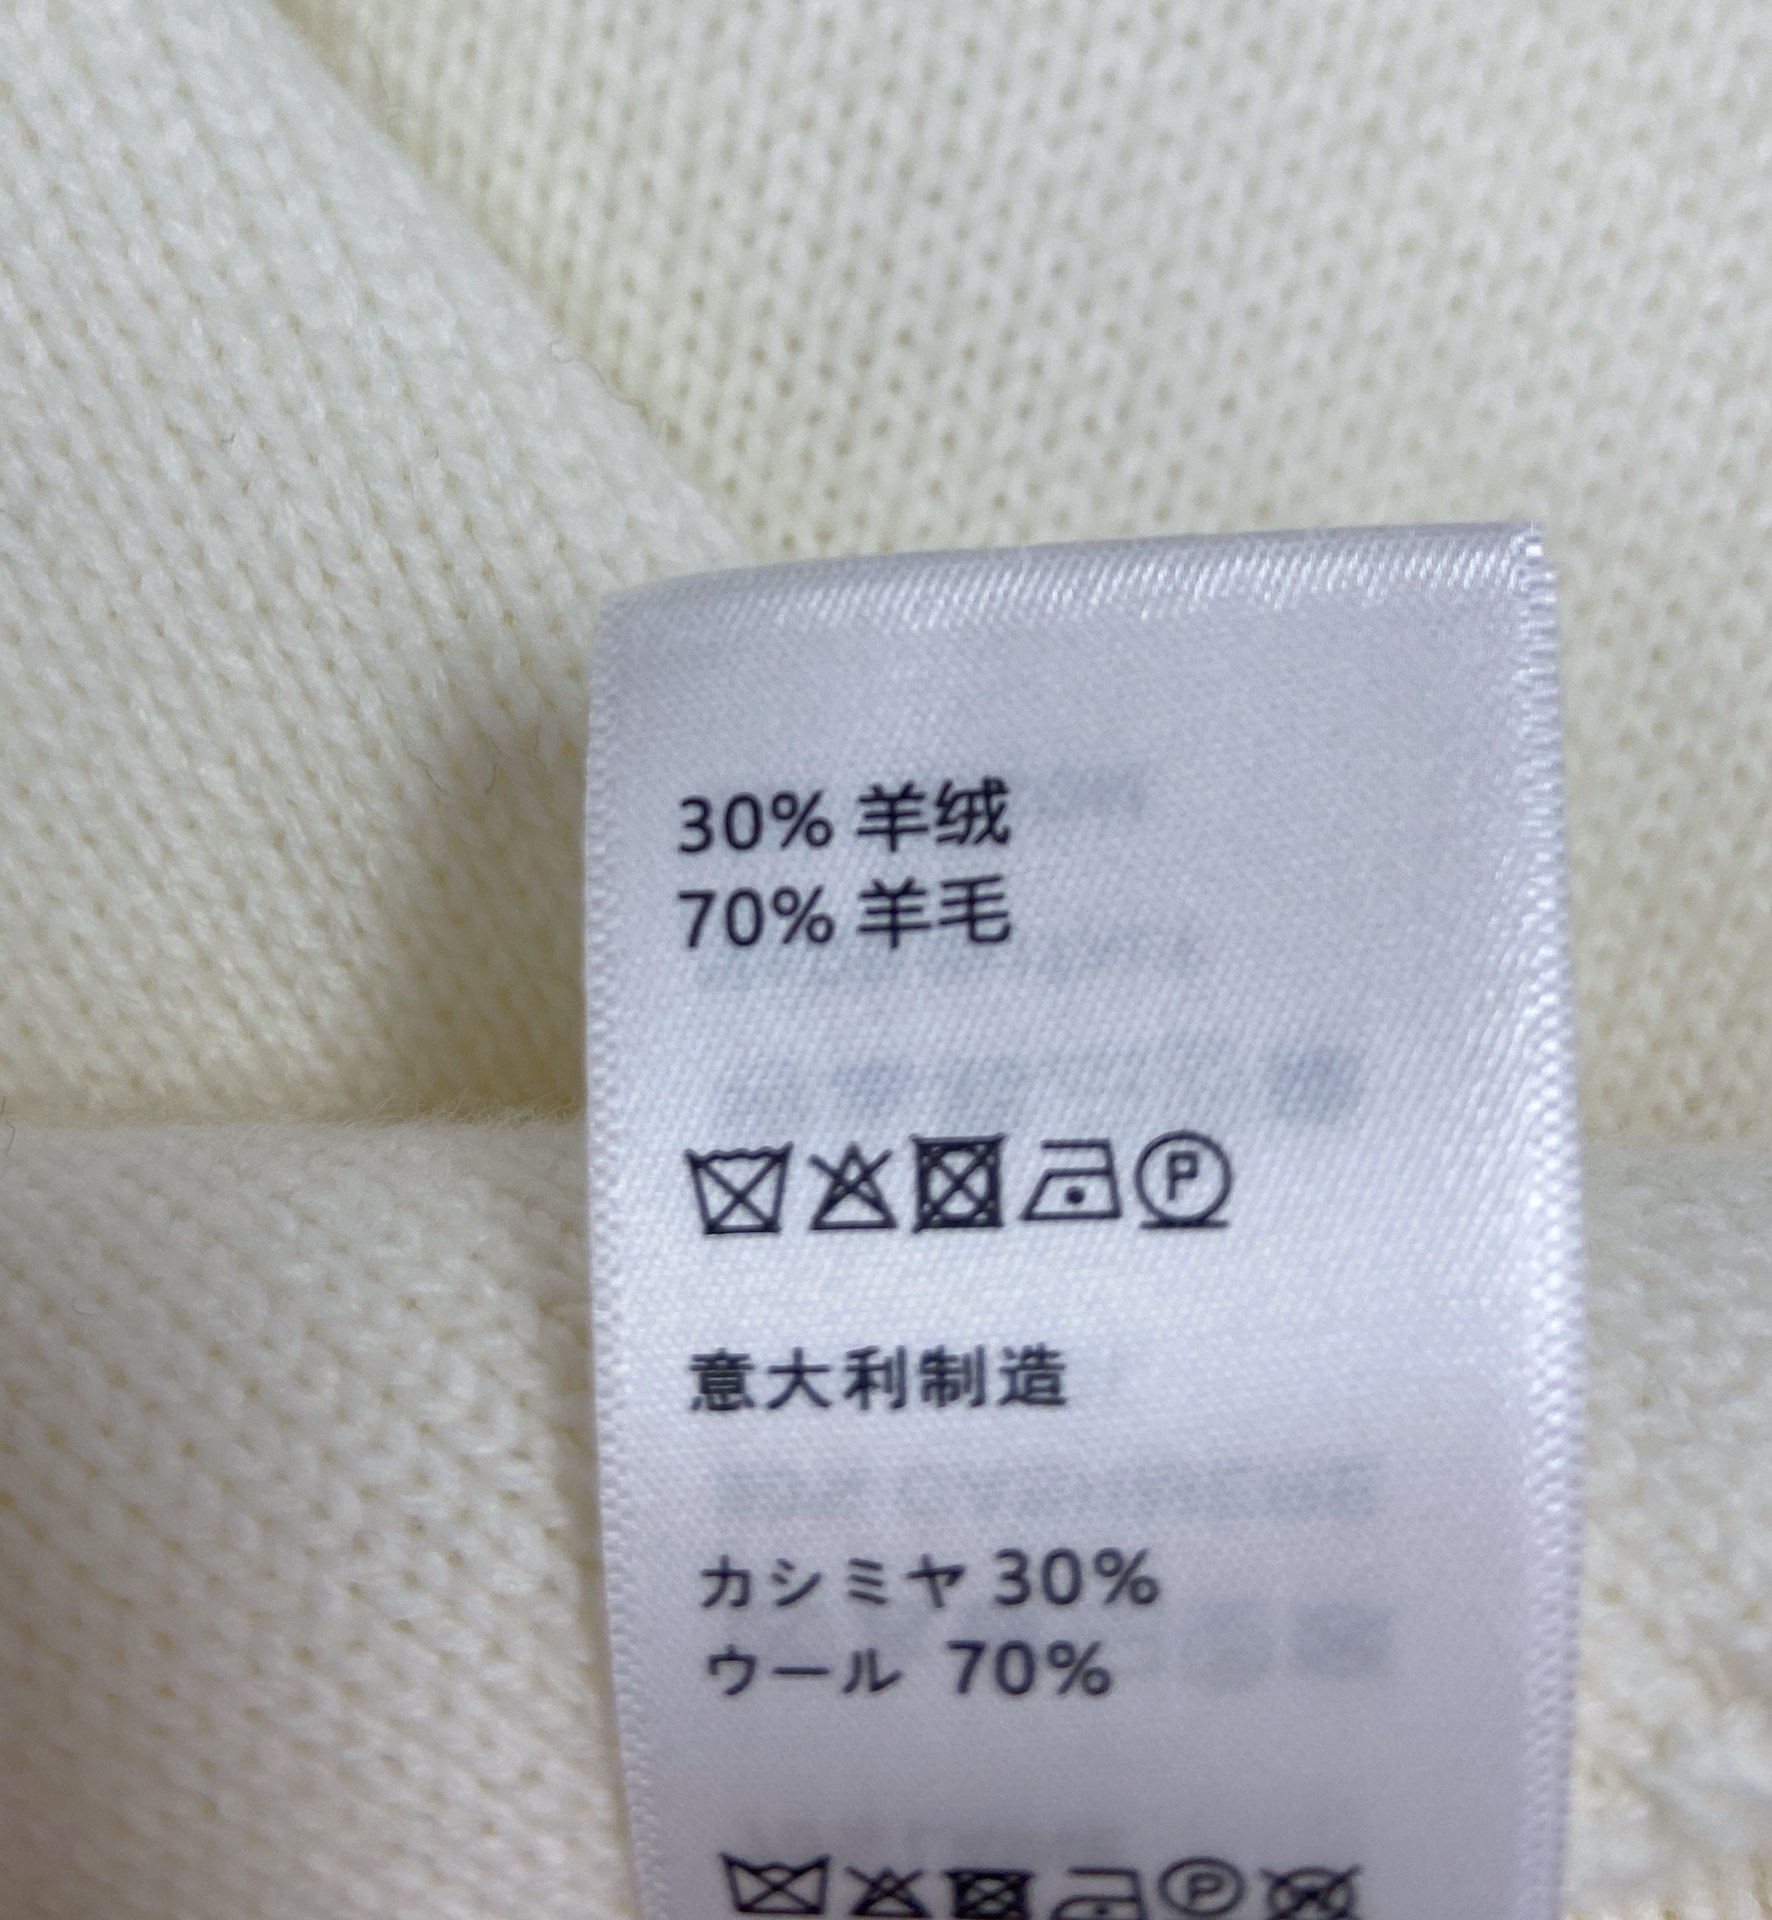 30% 羊绒
70% 羊毛
意大利制造
カシミヤ 30%
ウール 70%